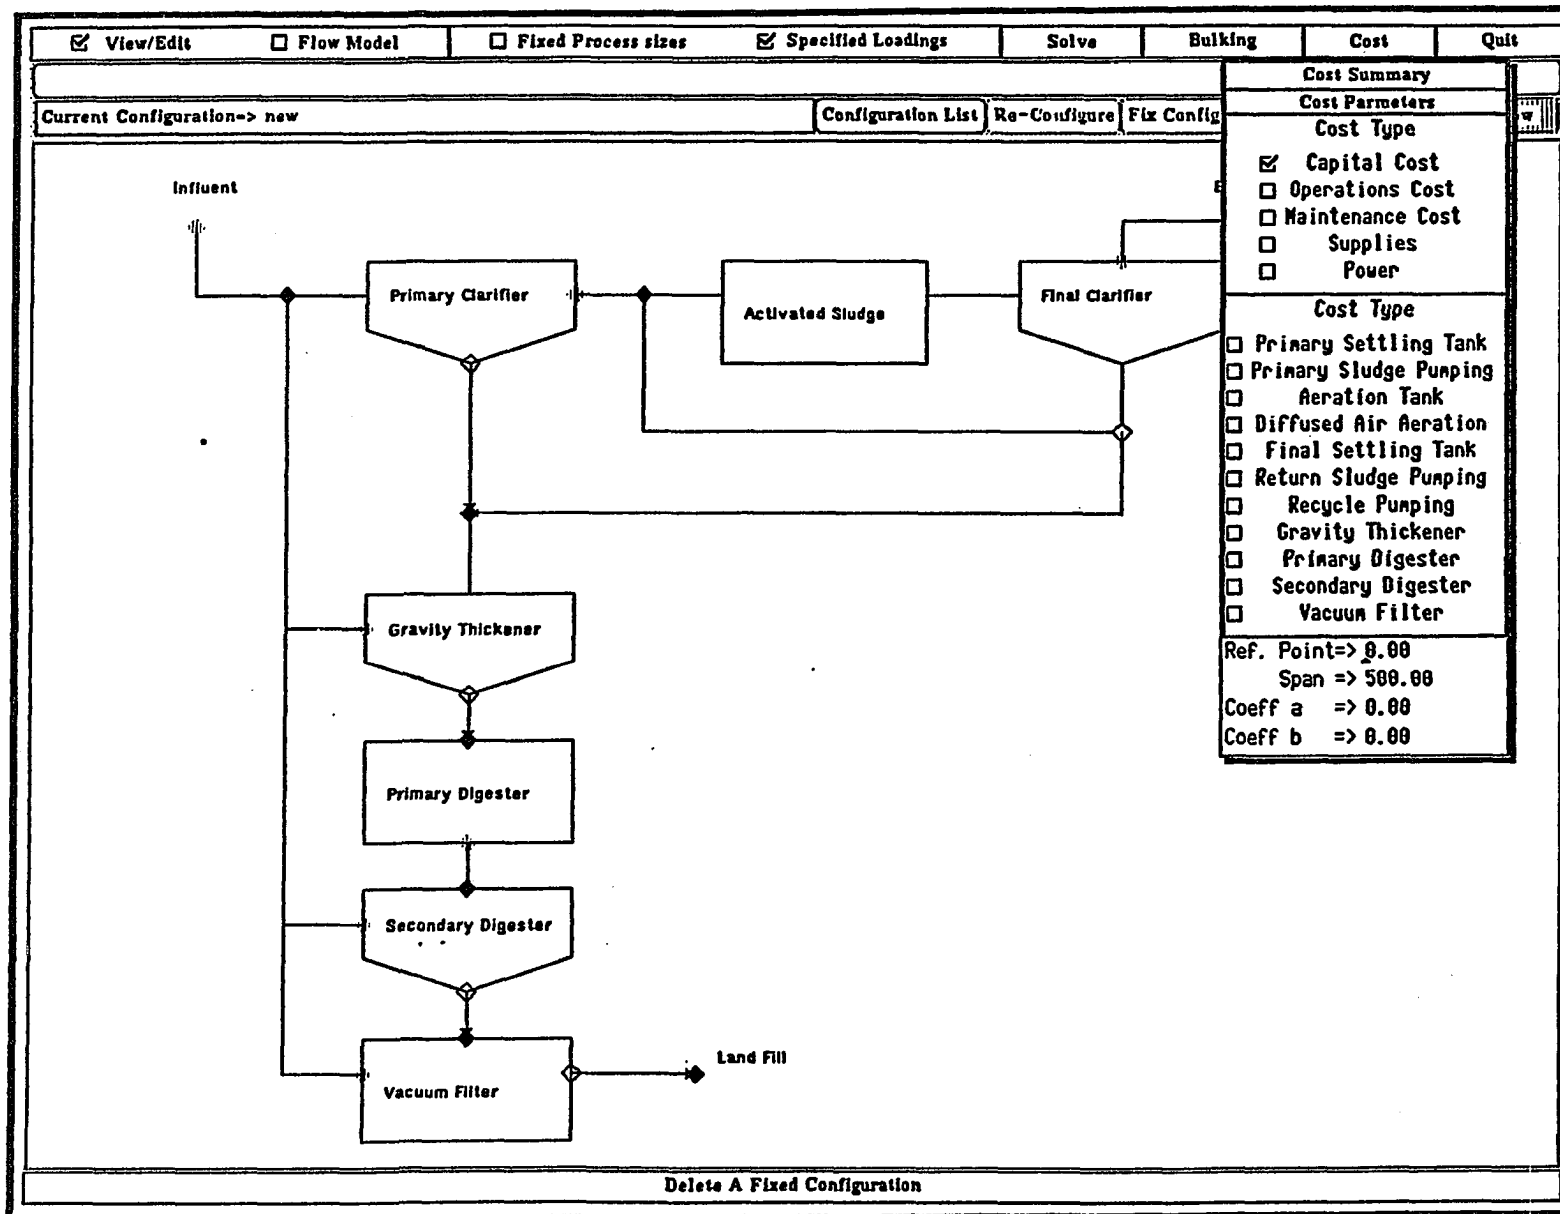 View/Edit Flow Model Fixed Process sizes Specified Loadings Solve Bulking Cost Quit
Cost Summary
Current Configuration=> new Configuration List Re-Configure Fix Config
Cost Parmeters
Cost Type
Capital Cost
Operations Cost
Maintenance Cost
Supplies
Power
Cost Type
Primary Settling Tank
Primary Sludge Pumping
Aeration Tank
Diffused Air Aeration
Final Settling Tank
Return Sludge Pumping
Recycle Pumping
Gravity Thickener
Primary Digester
Secondary Digester
Vacuum Filter
Ref. Point=> 0.00
Span => 500.00
Coeff a => 0.00
Coeff b => 0.00
Influent
Primary Clarifier
Activated Sludge
Final Clarifier
Gravity Thickener
Primary Digester
Secondary Digester
Vacuum Filter
Land Fill
Delete A Fixed Configuration